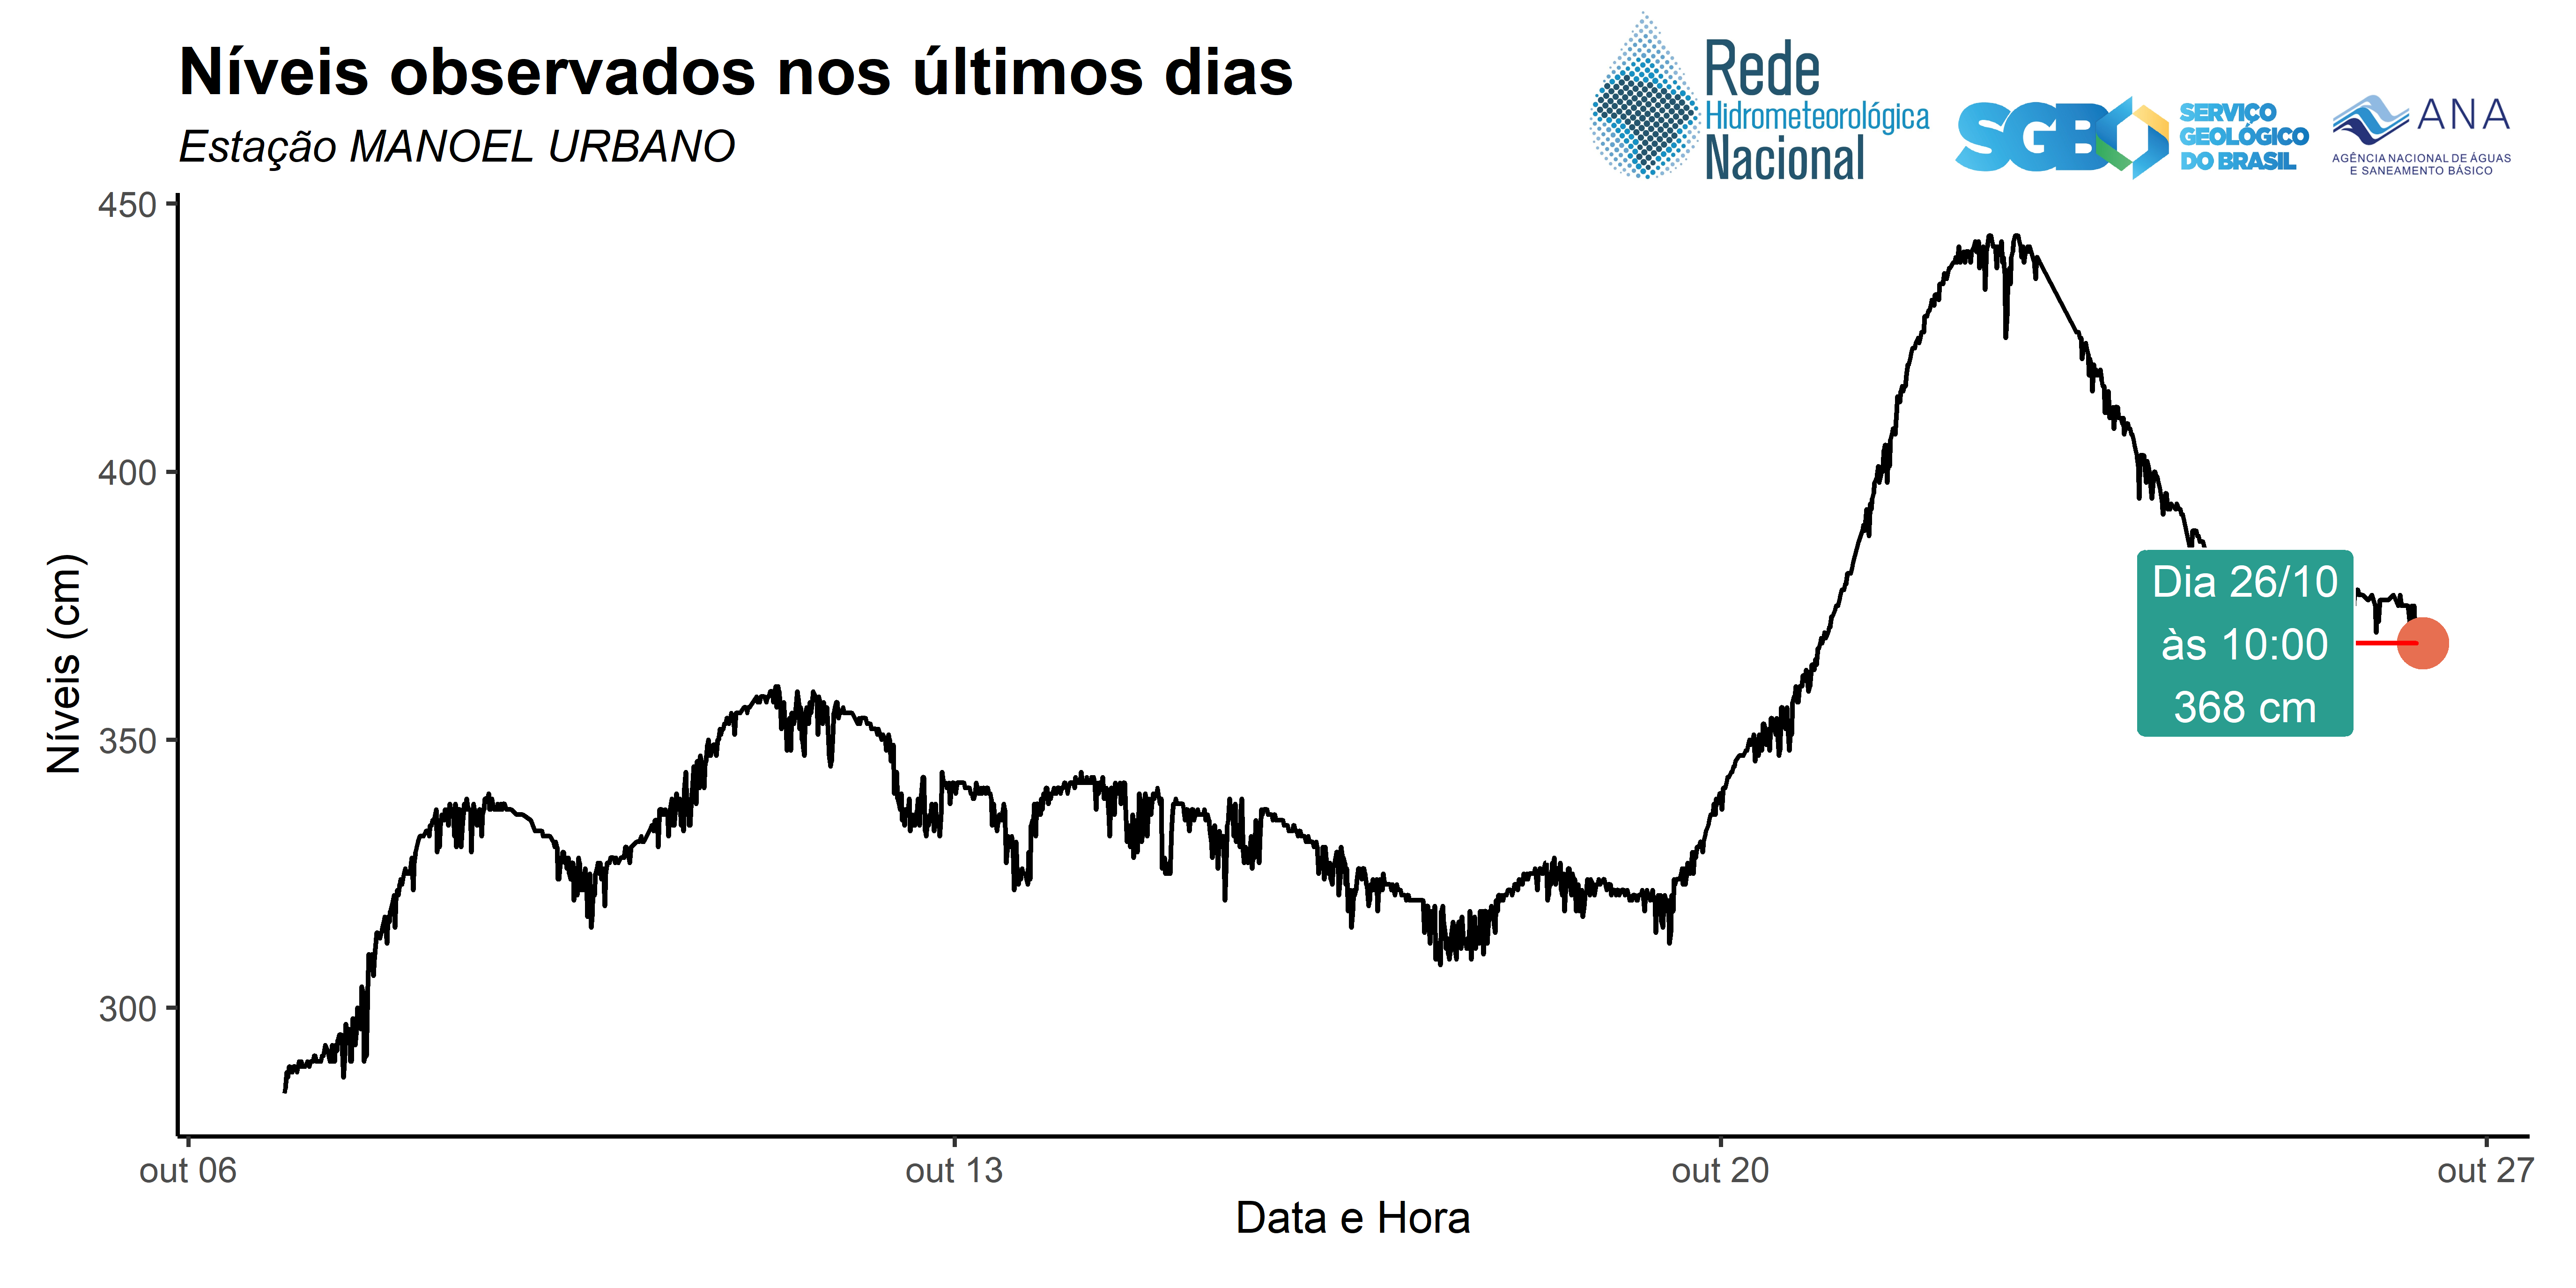 Níveis observados nos últimos dias
Estação MANOEL URBANO
Rede
Hidrometeorológica
Nacional
SGB
SERVIÇO
GEOLÓGICO
DO BRASIL
ANA
AGÊNCIA NACIONAL DE ÁGUAS
E SANEAMENTO BÁSICO
450
400
350
300
Níveis (cm)
Dia 26/10
às 10:00
368 cm
out 06
out 13
out 20
out 27
Data e Hora